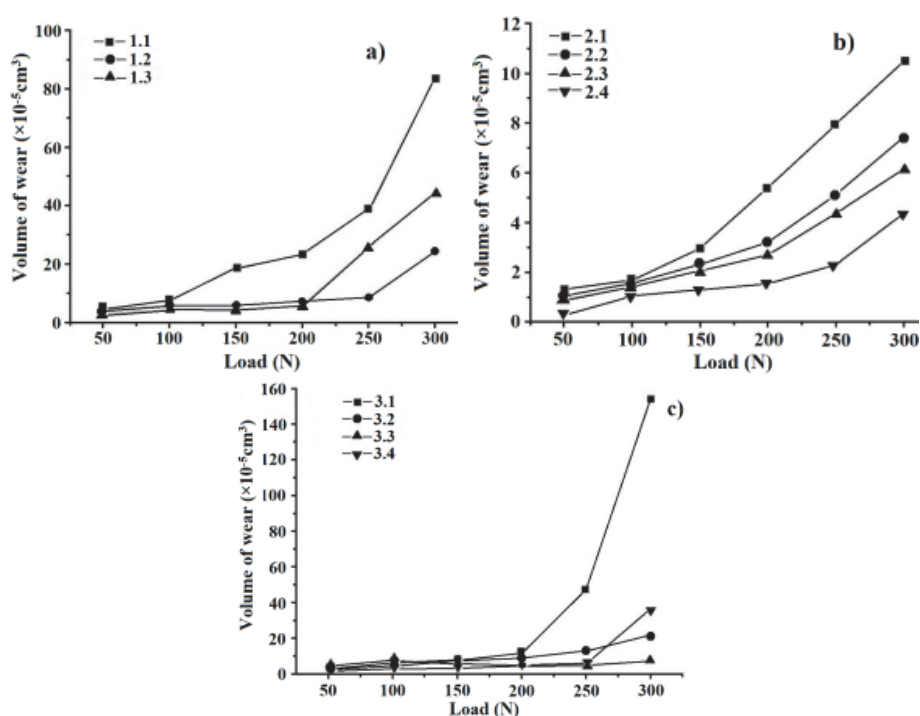 1.1
1.2
1.3
a)
Volume of wear (×10⁻⁵cm³)
100
80
60
40
20
0
50 100 150 200 250 300
Load (N)
2.1
2.2
2.3
2.4
b)
Volume of wear (×10⁻⁵cm³)
12
10
8
6
4
2
0
50 100 150 200 250 300
Load (N)
3.1
3.2
3.3
3.4
c)
Volume of wear (×10⁻⁵cm³)
160
140
120
100
80
60
40
20
0
50 100 150 200 250 300
Load (N)